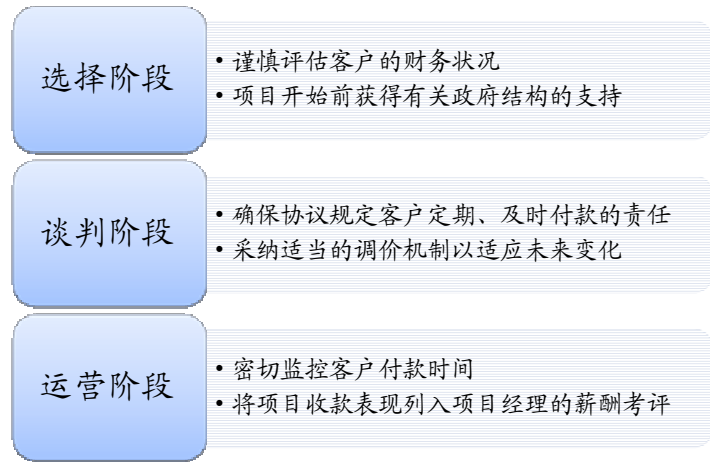 选择阶段
• 谨慎评估客户的财务状况
• 项目开始前获得有关政府结构的支持
谈判阶段
• 确保协议规定客户定期、及时付款的责任
• 采纳适当的调价机制以适应未来变化
运营阶段
• 密切监控客户付款时间
• 将项目收款表现列入项目经理的薪酬考评